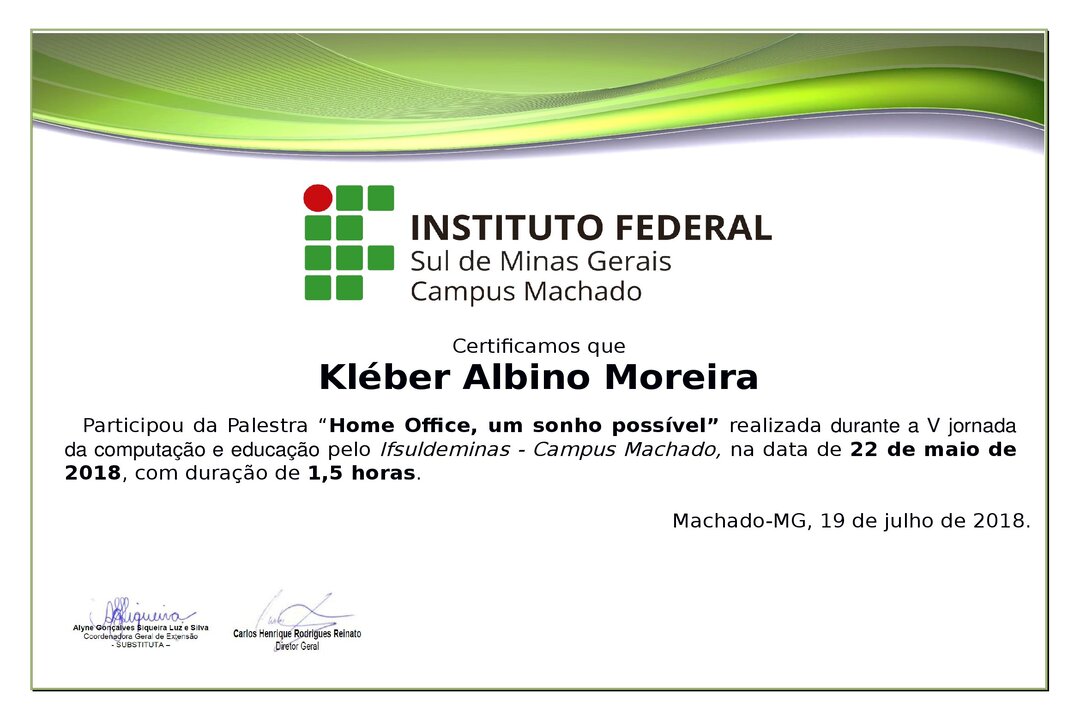 INSTITUTO FEDERAL
Sul de Minas Gerais
Campus Machado
Certificamos que
Kléber Albino Moreira
Participou da Palestra “Home Office, um sonho possível” realizada durante a V jornada
da computação e educação pelo Ifsuldeminas - Campus Machado, na data de 22 de maio de
2018, com duração de 1,5 horas.
Machado-MG, 19 de julho de 2018.
Alyne Gonçalves Siqueira Luz e Silva
Coordenadora Geral de Extensão
- SUBSTITUTA –
Carlos Henrique Rodrigues Reinato
Diretor Geral